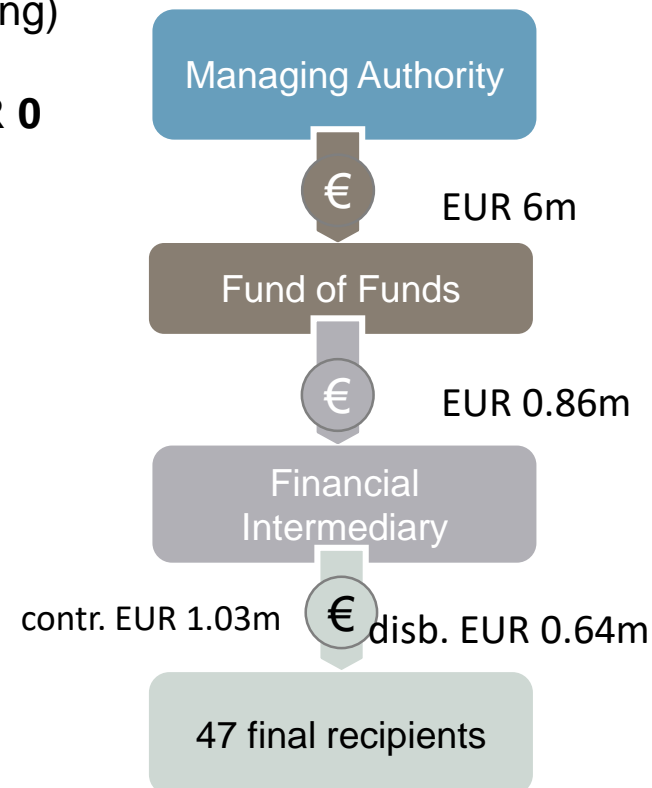 ng)
R 0
Managing Authority
€
EUR 6m
Fund of Funds
€
EUR 0.86m
Financial
Intermediary
contr. EUR 1.03m
€
disb. EUR 0.64m
47 final recipients